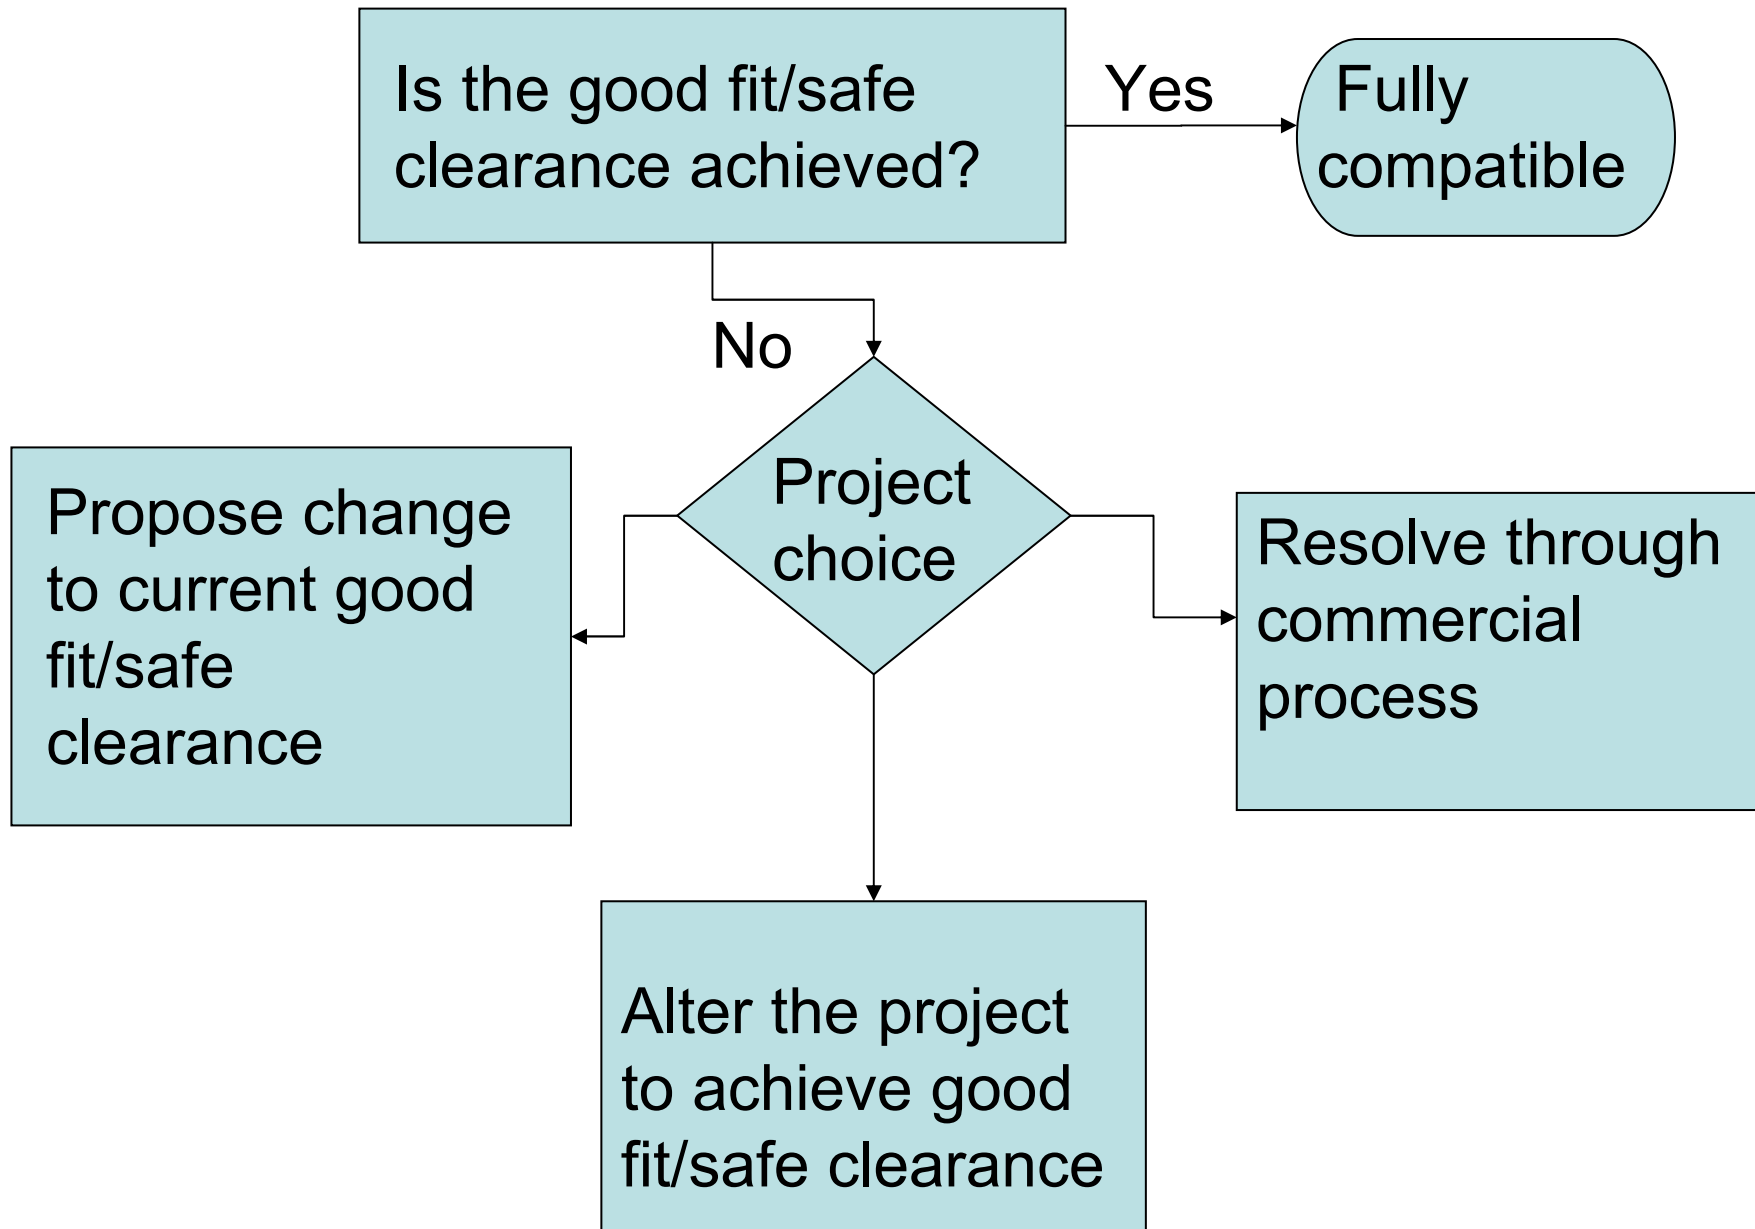 Is the good fit/safe
clearance achieved?
Yes
Fully
compatible
No
Project
choice
Propose change
to current good
fit/safe
clearance
Resolve through
commercial
process
Alter the project
to achieve good
fit/safe clearance